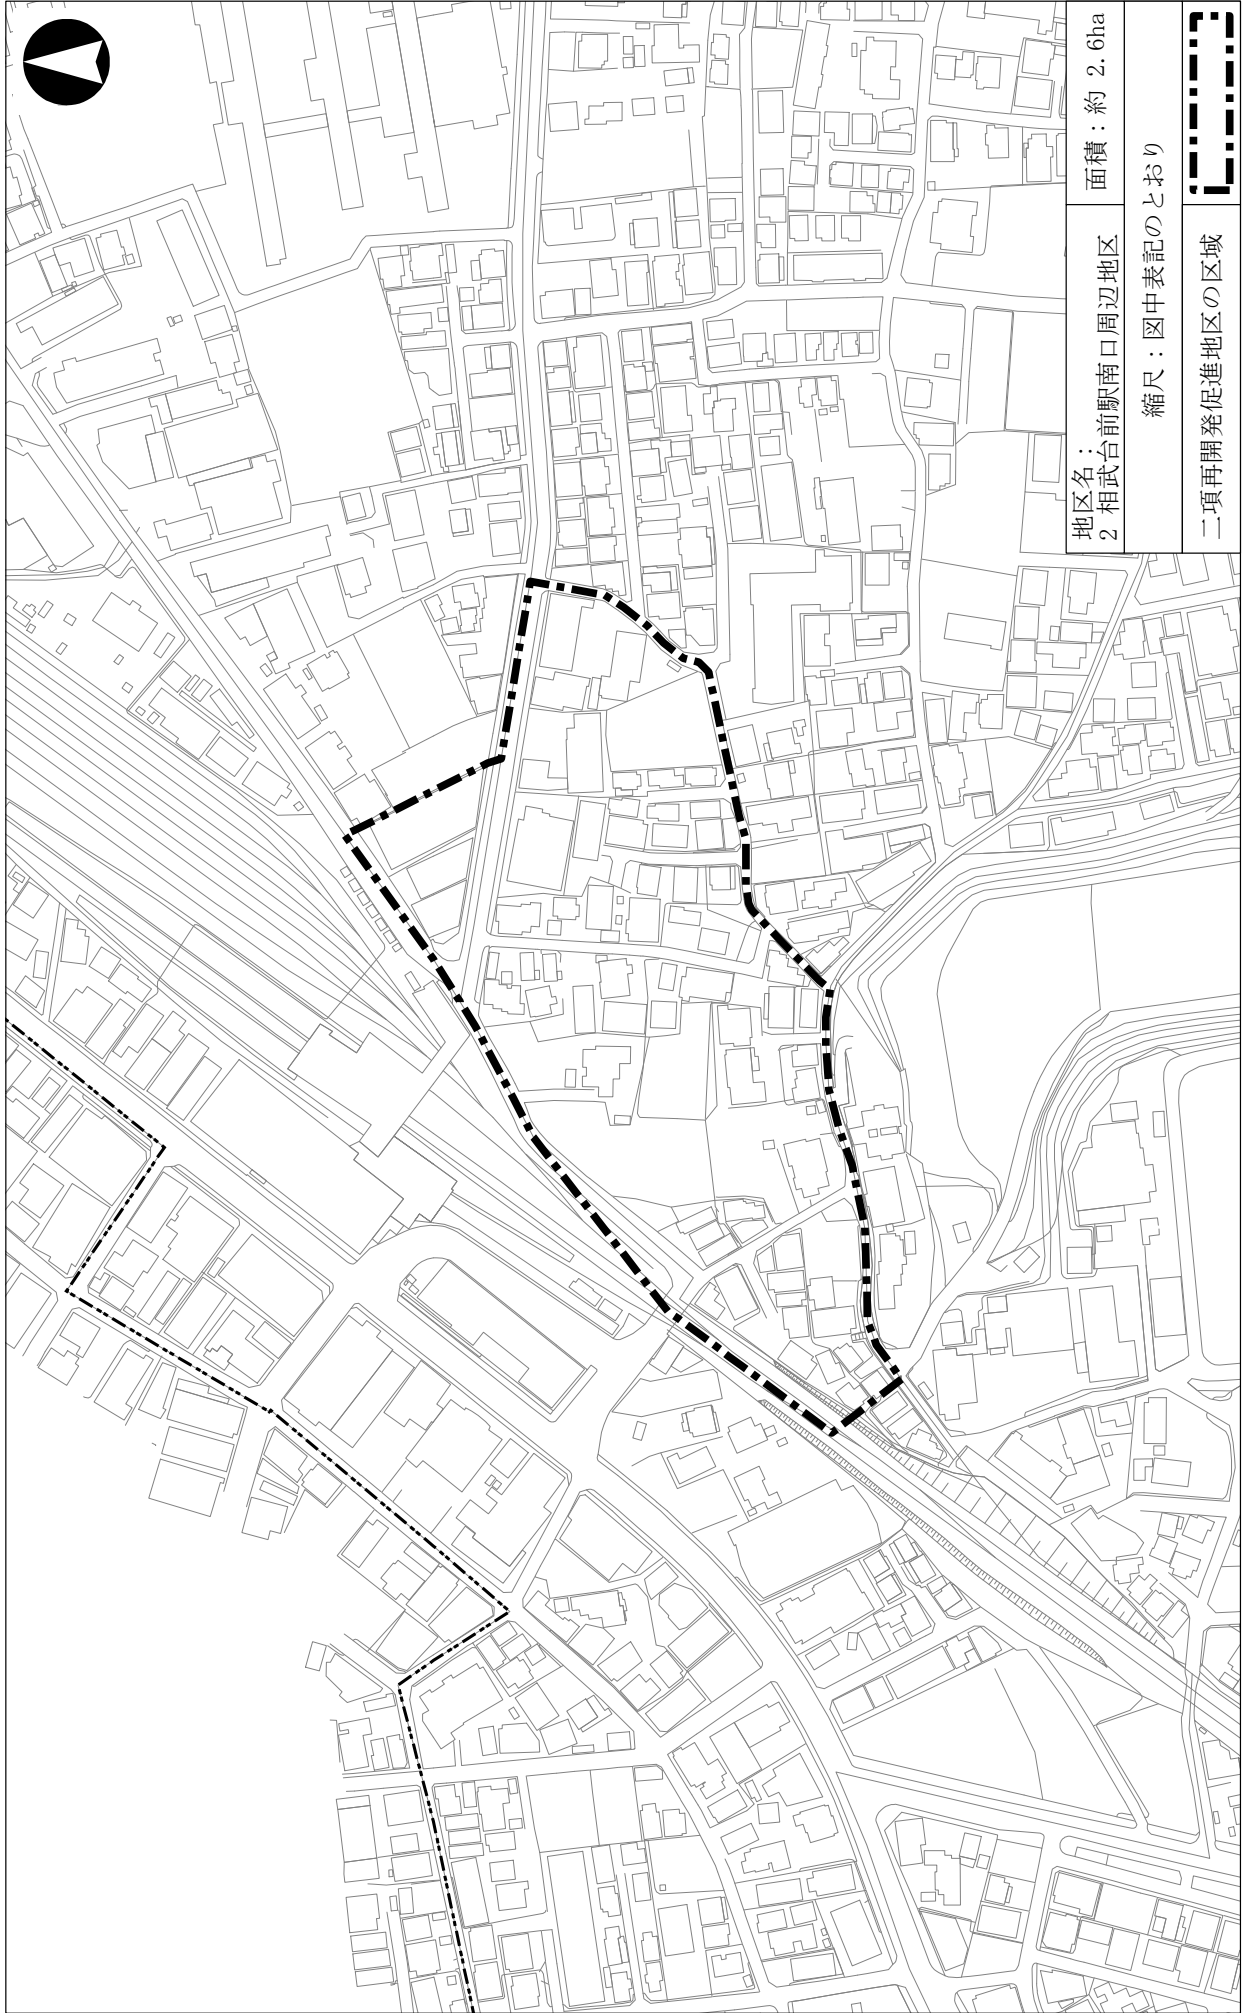 地区名：
2 相武台前駅南口周辺地区
面積：約 2.6ha
縮尺：図中表記のとおり
二項再開発促進地区の区域